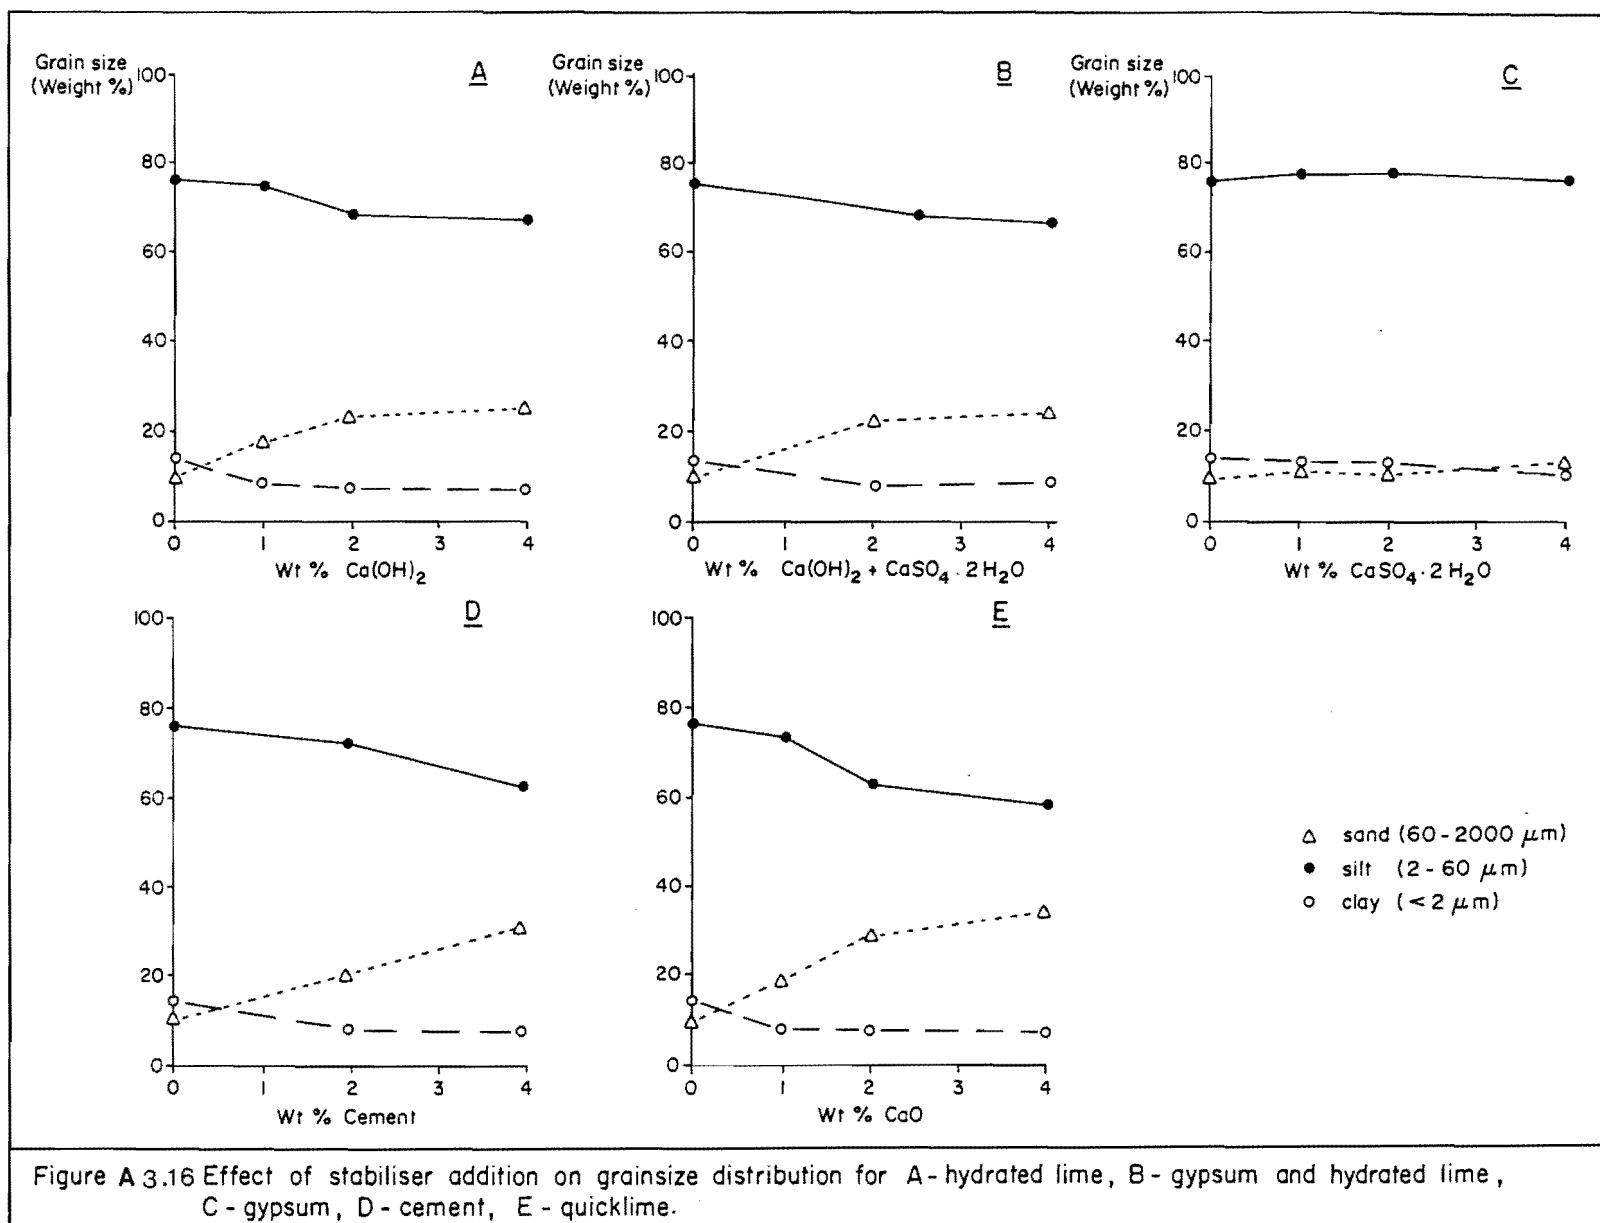 Grain size
(Weight %)
A
100
80
60
40
20
0
0 1 2 3 4
Wt % Ca(OH)₂
Grain size
(Weight %)
B
100
80
60
40
20
0
0 1 2 3 4
Wt % Ca(OH)₂ + CaSO₄·2H₂O
Grain size
(Weight %)
C
100
80
60
40
20
0
0 1 2 3 4
Wt % CaSO₄·2H₂O
D
100
80
60
40
20
0
0 1 2 3 4
Wt % Cement
E
100
80
60
40
20
0
0 1 2 3 4
Wt % CaO
sand (60-2000 μm)
silt (2-60 μm)
clay (<2 μm)
Figure A 3.16 Effect of stabiliser addition on grainsize distribution for A-hydrated lime, B-gypsum and hydrated lime,
C-gypsum, D-cement, E-quicklime.